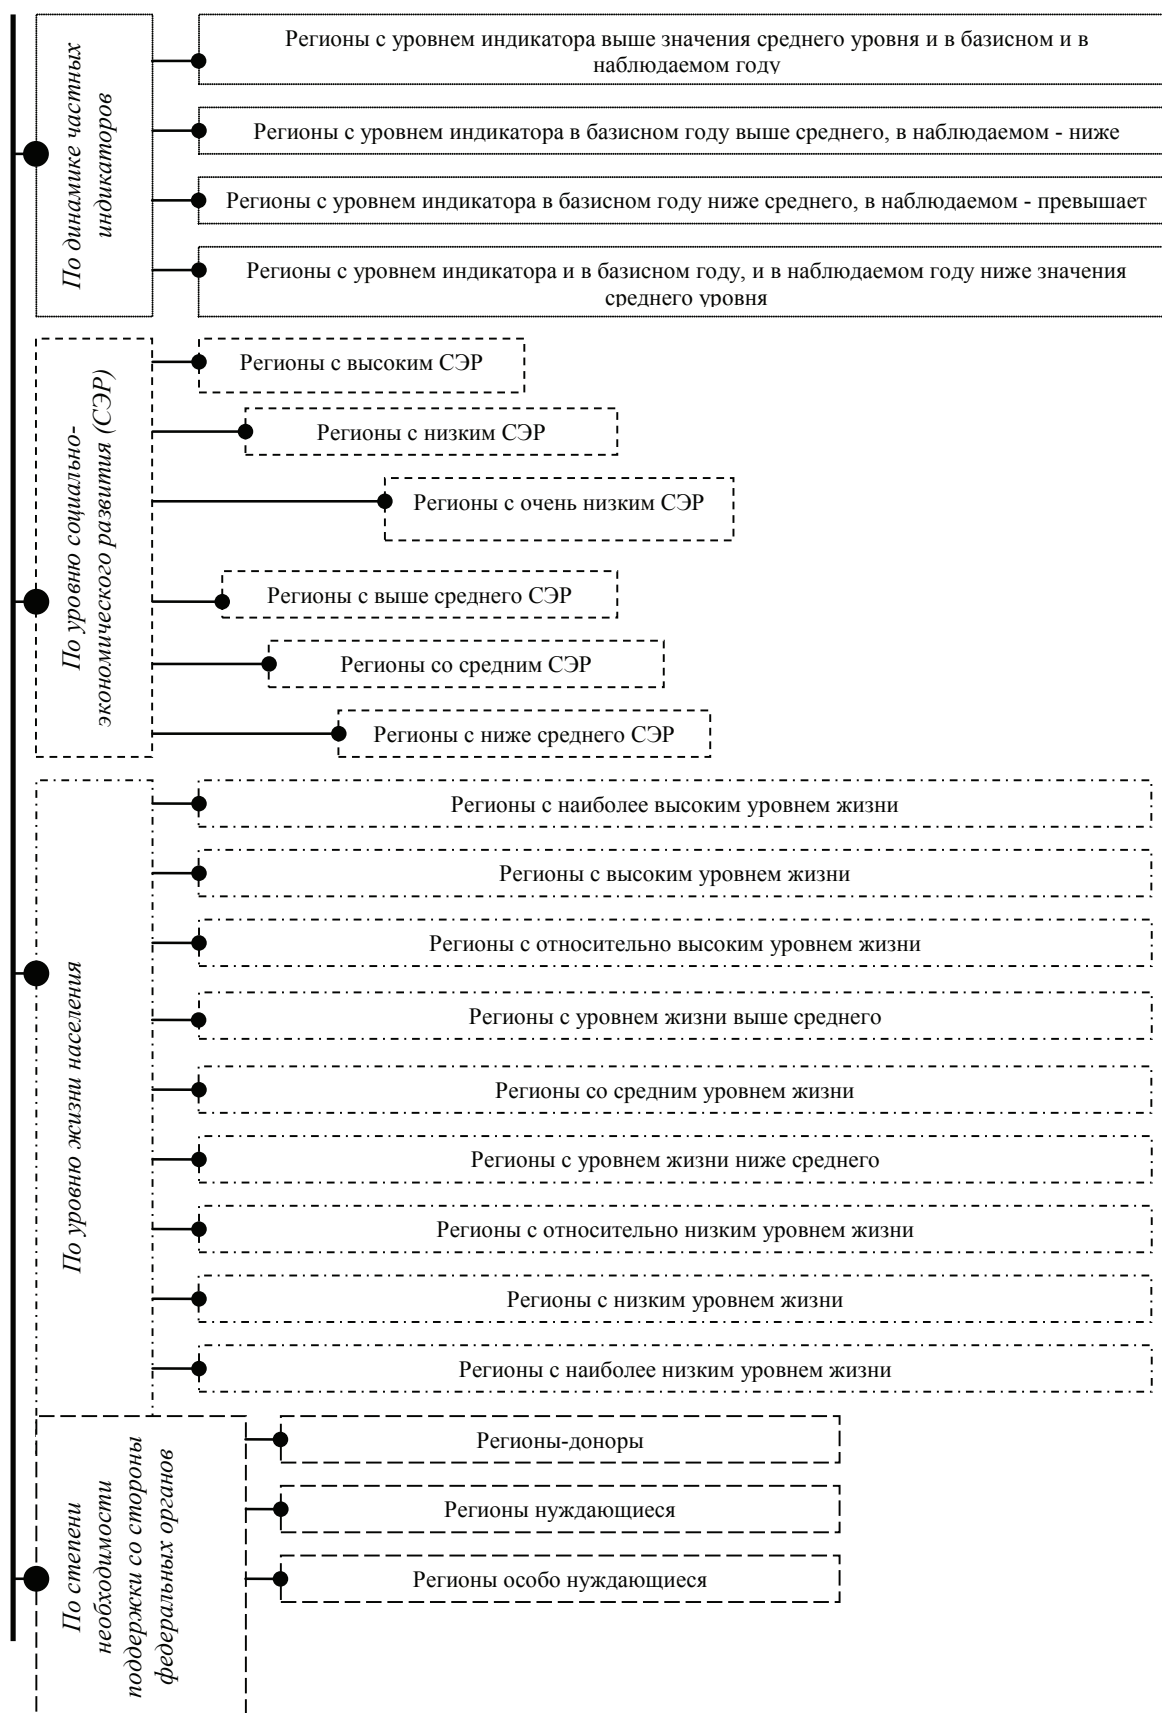 По динамике частных
индикаторов
Регионы с уровнем индикатора выше значения среднего уровня и в базисном и в
наблюдаемом году
Регионы с уровнем индикатора в базисном году выше среднего, в наблюдаемом - ниже
Регионы с уровнем индикатора в базисном году ниже среднего, в наблюдаемом - превышает
Регионы с уровнем индикатора и в базисном году, и в наблюдаемом году ниже значения
среднего уровня
По уровню социально-
экономического развития (СЭР)
Регионы с высоким СЭР
Регионы с низким СЭР
Регионы с очень низким СЭР
Регионы с выше среднего СЭР
Регионы со средним СЭР
Регионы с ниже среднего СЭР
По уровню жизни населения
Регионы с наиболее высоким уровнем жизни
Регионы с высоким уровнем жизни
Регионы с относительно высоким уровнем жизни
Регионы с уровнем жизни выше среднего
Регионы со средним уровнем жизни
Регионы с уровнем жизни ниже среднего
Регионы с относительно низким уровнем жизни
Регионы с низким уровнем жизни
Регионы с наиболее низким уровнем жизни
По степени
необходимости
поддержки со стороны
федеральных органов
Регионы-доноры
Регионы нуждающиеся
Регионы особо нуждающиеся